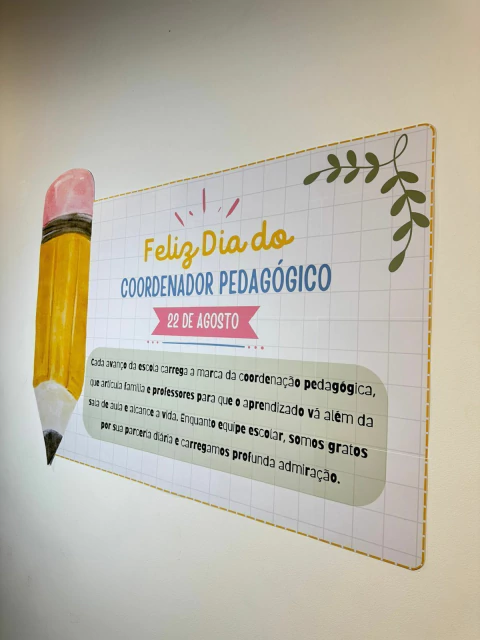 Feliz Dia do
COORDENADOR PEDAGÓGICO
22 DE AGOSTO
Cada avanço da escola carrega a marca da coordenação pedagógica,
que articula família e professores para que o aprendizado vá além da
sala de aula e alcance a vida. Enquanto equipe escolar, somos gratos
por sua parceria diária e carregamos profunda admiração.